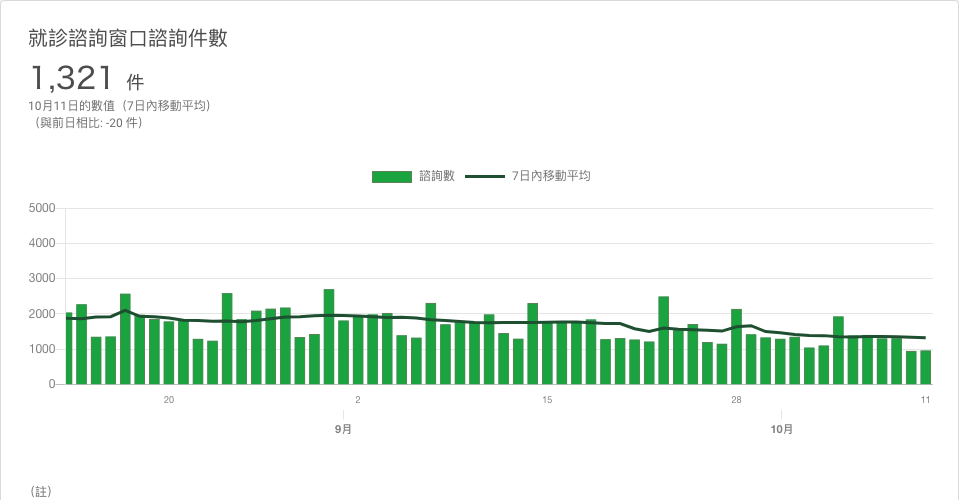 就診諮詢窗口諮詢件數
1,321 件
10月11日的數值（7日內移動平均）
（與前日相比: -20 件）
諮詢數 7日內移動平均
5000
4000
3000
2000
1000
0
20 2 15 28 11
9月 10月
（註）